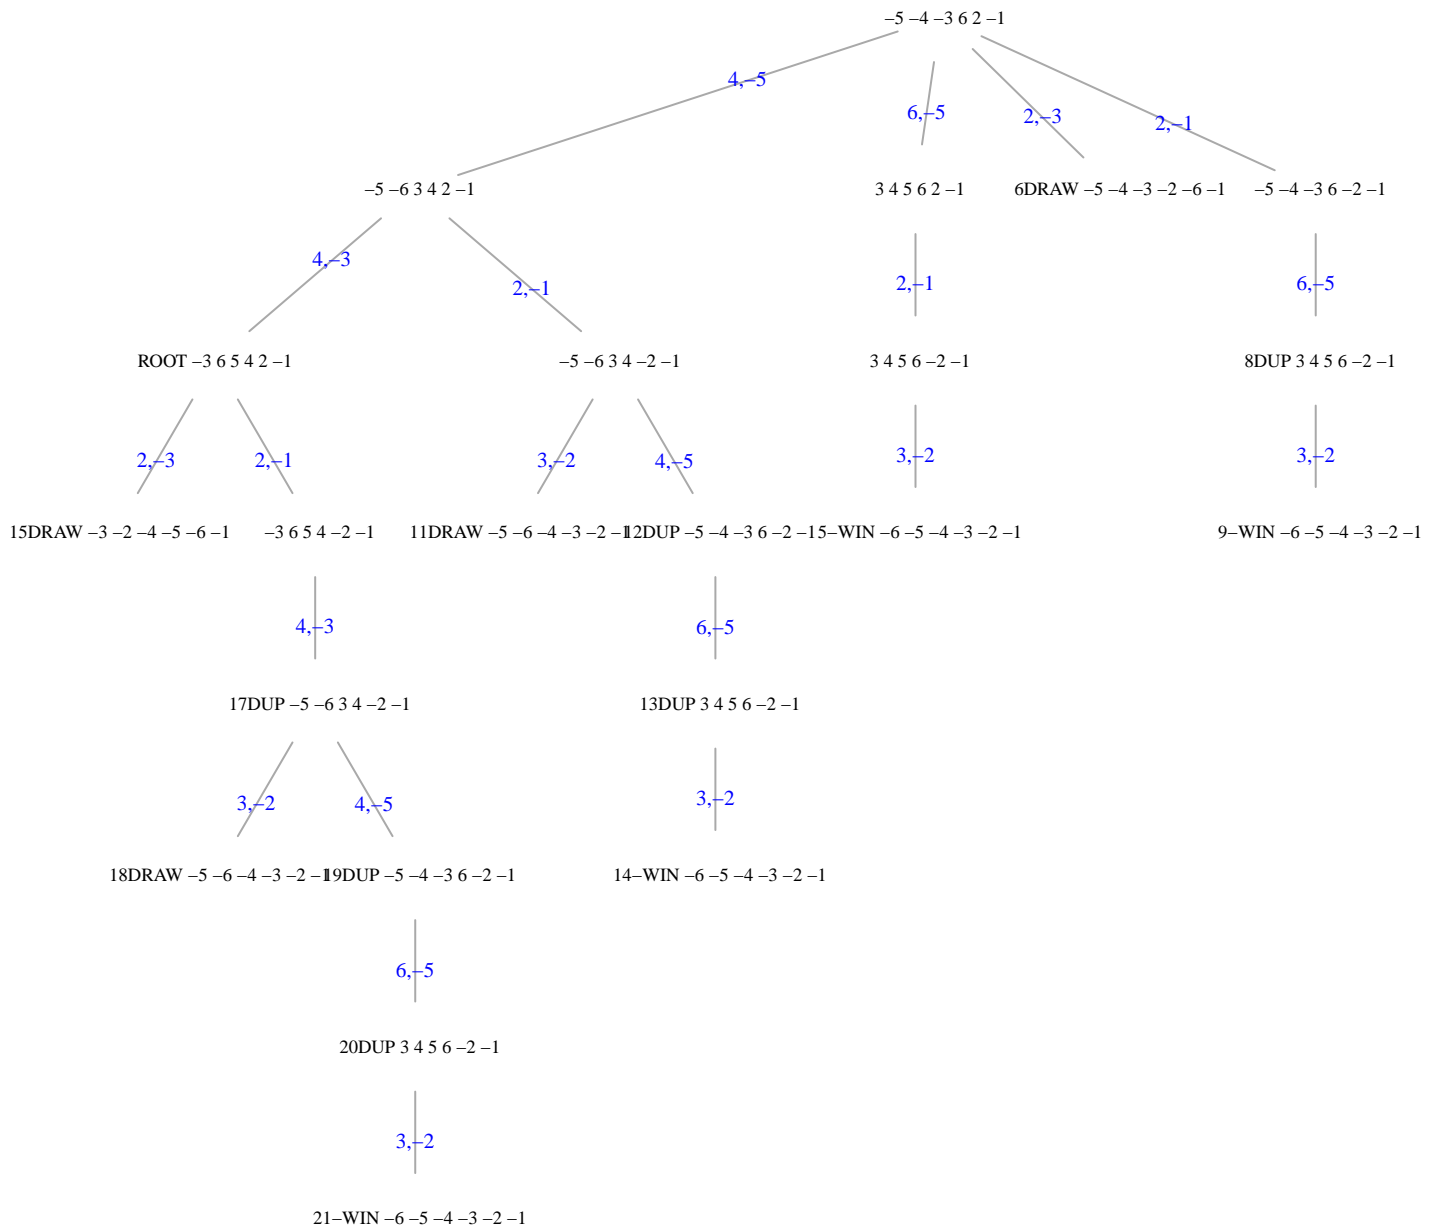 –5 –4 –3 6 2 –1
4,–5
6,–5
2,–3
2,–1
–5 –6 3 4 2 –1
3 4 5 6 2 –1
6DRAW –5 –4 –3 –2 –6 –1
–5 –4 –3 6 –2 –1
4,–3
2,–1
2,–1
6,–5
ROOT –3 6 5 4 2 –1
–5 –6 3 4 –2 –1
3 4 5 6 –2 –1
8DUP 3 4 5 6 –2 –1
2,–3
2,–1
3,–2
4,–5
3,–2
3,–2
15DRAW –3 –2 –4 –5 –6 –1
–3 6 5 4 –2 –1
11DRAW –5 –6 –4 –3 –2 –1
12DUP –5 –4 –3 6 –2 –1
5–WIN –6 –5 –4 –3 –2 –1
9–WIN –6 –5 –4 –3 –2 –1
4,–3
6,–5
17DUP –5 –6 3 4 –2 –1
13DUP 3 4 5 6 –2 –1
3,–2
4,–5
3,–2
18DRAW –5 –6 –4 –3 –2 –1
19DUP –5 –4 –3 6 –2 –1
14–WIN –6 –5 –4 –3 –2 –1
6,–5
20DUP 3 4 5 6 –2 –1
3,–2
21–WIN –6 –5 –4 –3 –2 –1